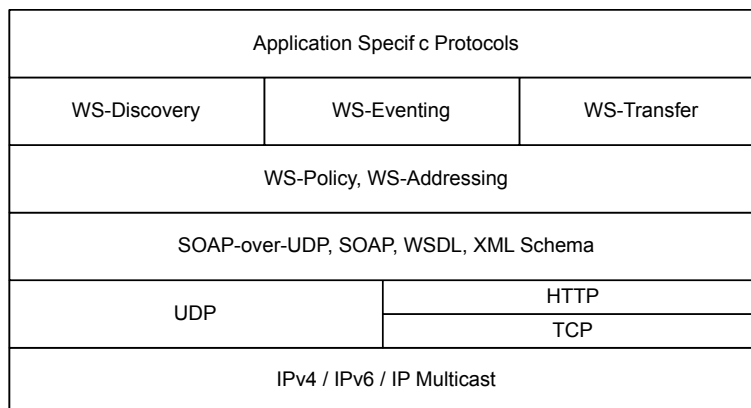 Application Specif c Protocols
WS-Discovery
WS-Eventing
WS-Transfer
WS-Policy, WS-Addressing
SOAP-over-UDP, SOAP, WSDL, XML Schema
UDP
HTTP
TCP
IPv4 / IPv6 / IP Multicast